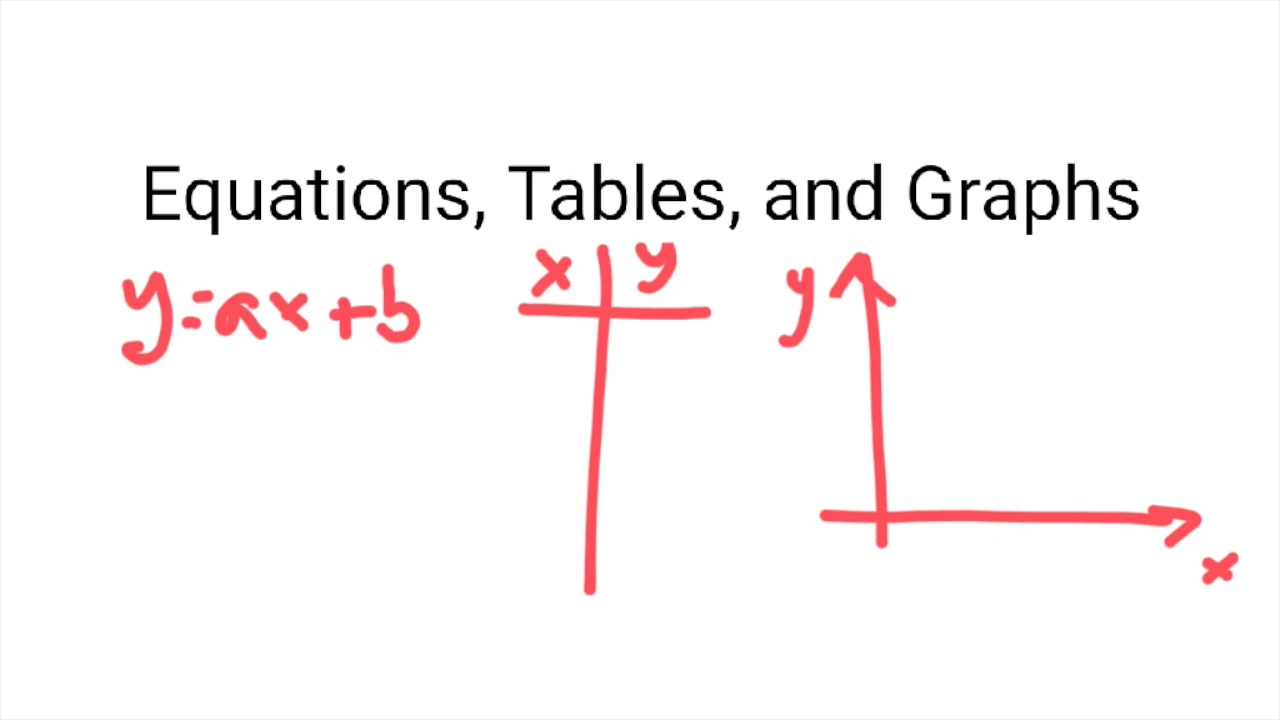 Equations, Tables, and Graphs
y=ax+b
x y
y
x